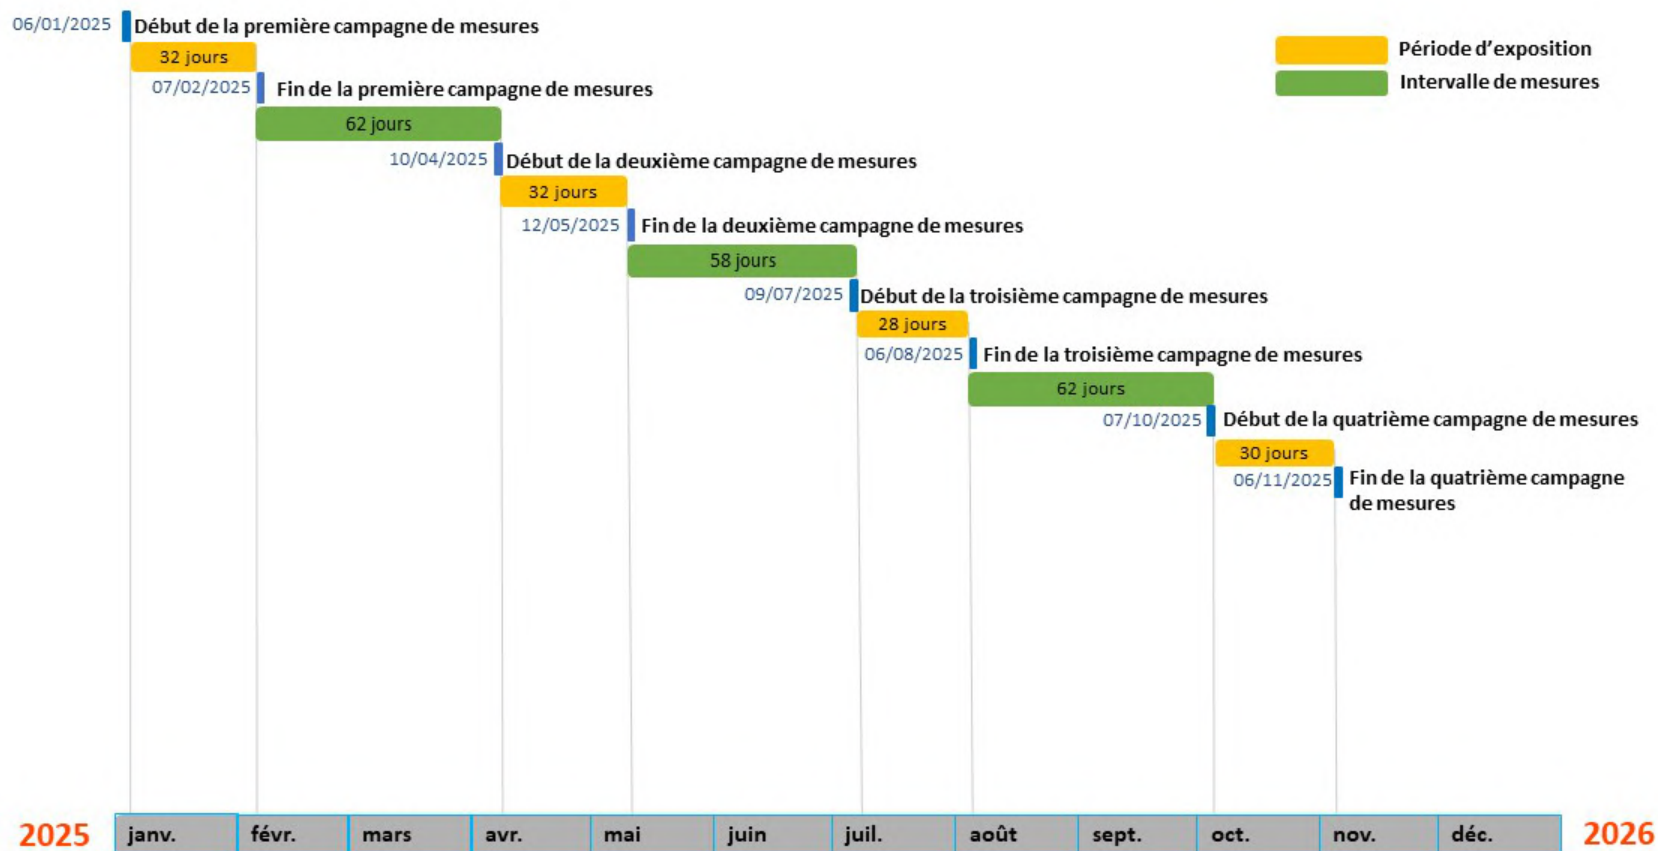 06/01/2025 Début de la première campagne de mesures
32 jours
07/02/2025 Fin de la première campagne de mesures
62 jours
10/04/2025 Début de la deuxième campagne de mesures
32 jours
12/05/2025 Fin de la deuxième campagne de mesures
58 jours
09/07/2025 Début de la troisième campagne de mesures
28 jours
06/08/2025 Fin de la troisième campagne de mesures
62 jours
07/10/2025 Début de la quatrième campagne de mesures
30 jours
06/11/2025 Fin de la quatrième campagne
de mesures
Période d'exposition
Intervalle de mesures
2025 janv. févr. mars avr. mai juin juil. août sept. oct. nov. déc. 2026